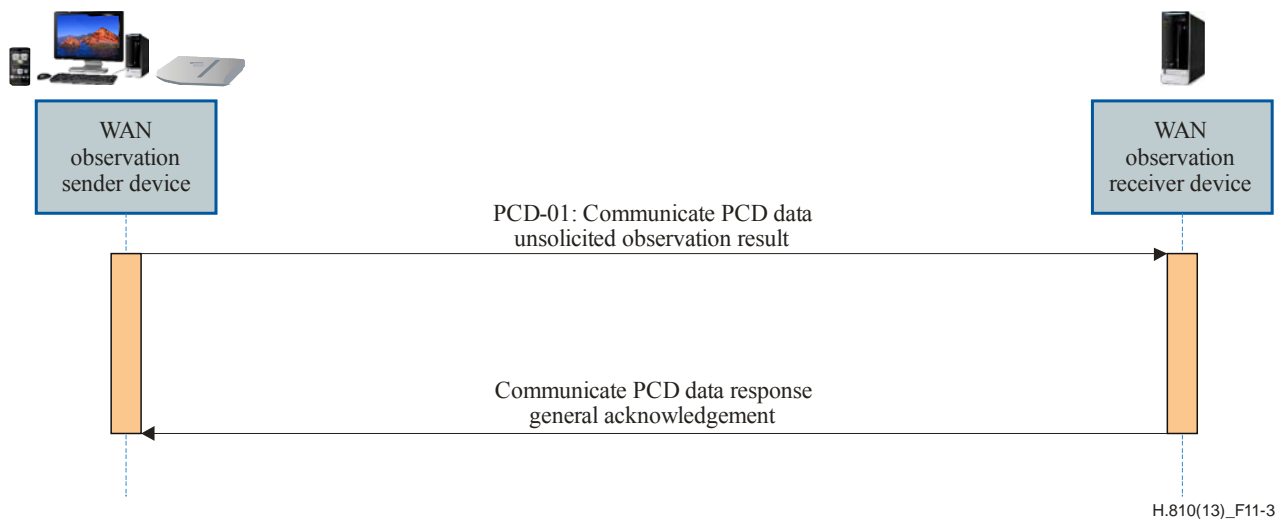 WAN
observation
sender device
WAN
observation
receiver device
PCD-01: Communicate PCD data
unsolicited observation result
Communicate PCD data response
general acknowledgement
H.810(13)_F11-3